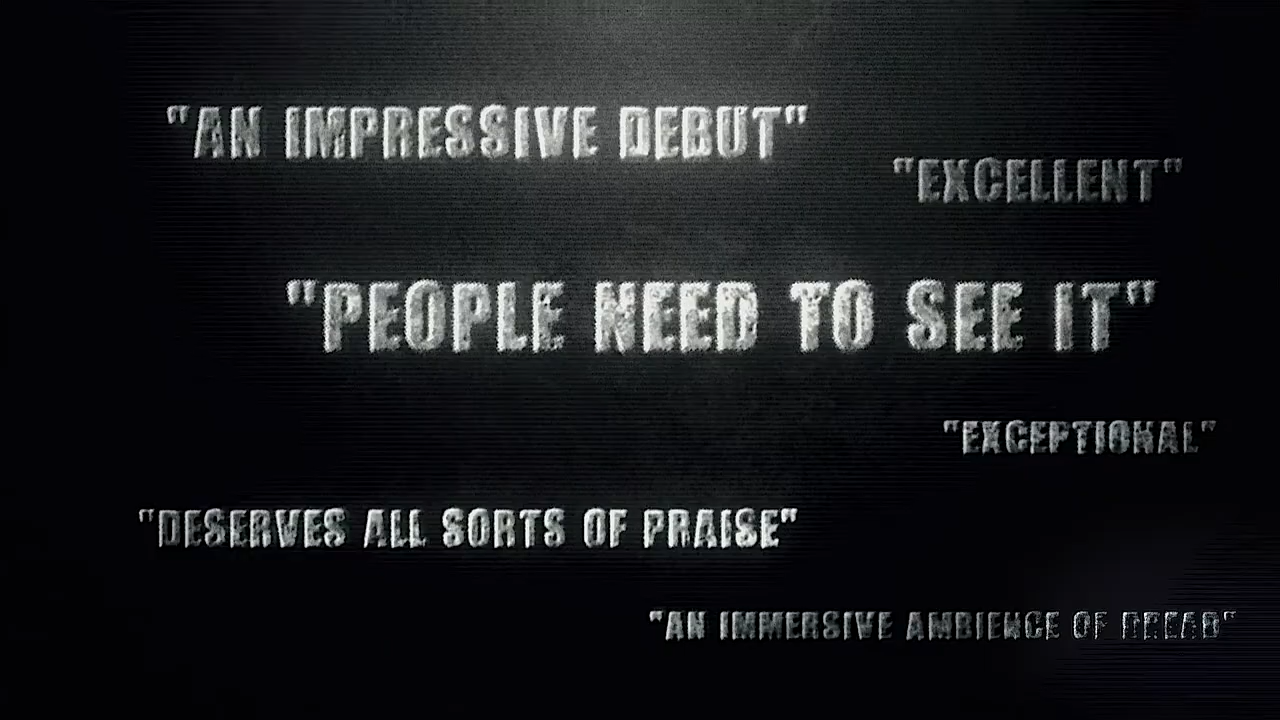 "AN IMPRESSIVE DEBUT"
"EXCELLENT"
"PEOPLE NEED TO SEE IT"
"EXCEPTIONAL"
"DESERVES ALL SORTS OF PRAISE"
"AN IMMERSIVE AMBIENCE OF DREAD"